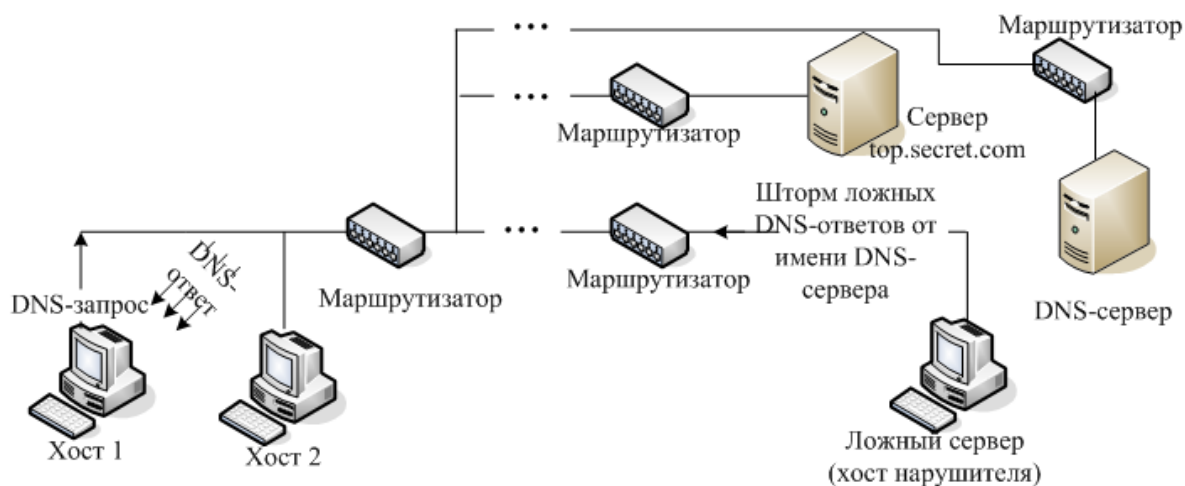 Маршрутизатор
Маршрутизатор
Сервер
top.secret.com
Шторм ложных
DNS-ответов от
имени DNS-
сервера
DNS-
ответ
DNS-запрос
Маршрутизатор
Маршрутизатор
DNS-сервер
Хост 1
Хост 2
Ложный сервер
(хост нарушителя)